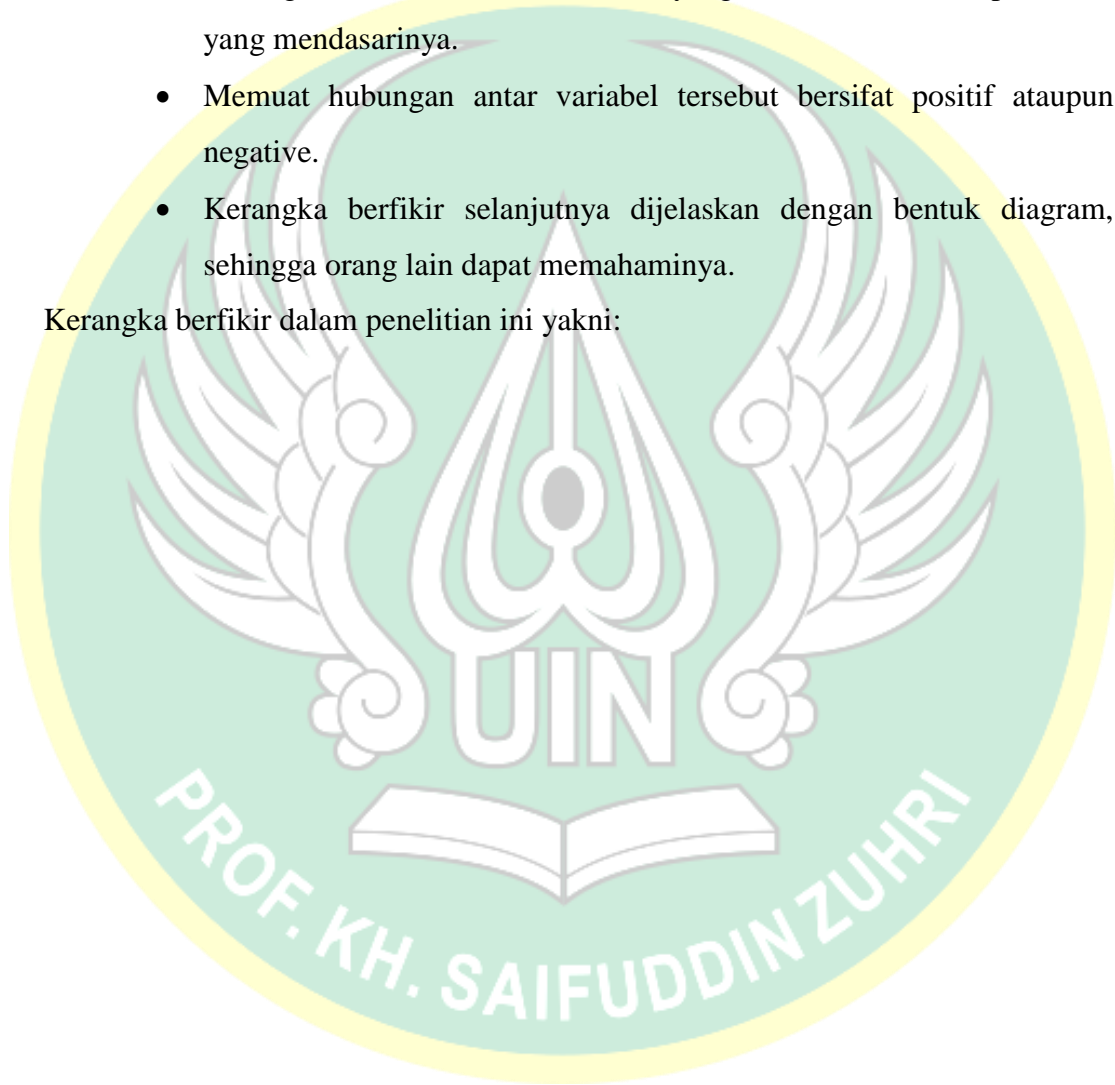 yang mendasarinya.
• Memuat hubungan antar variabel tersebut bersifat positif ataupun
negative.
• Kerangka berfikir selanjutnya dijelaskan dengan bentuk diagram,
sehingga orang lain dapat memahaminya.
Kerangka berfikir dalam penelitian ini yakni:
UIN
PROF. KH. SAIFUDDIN ZUHRI